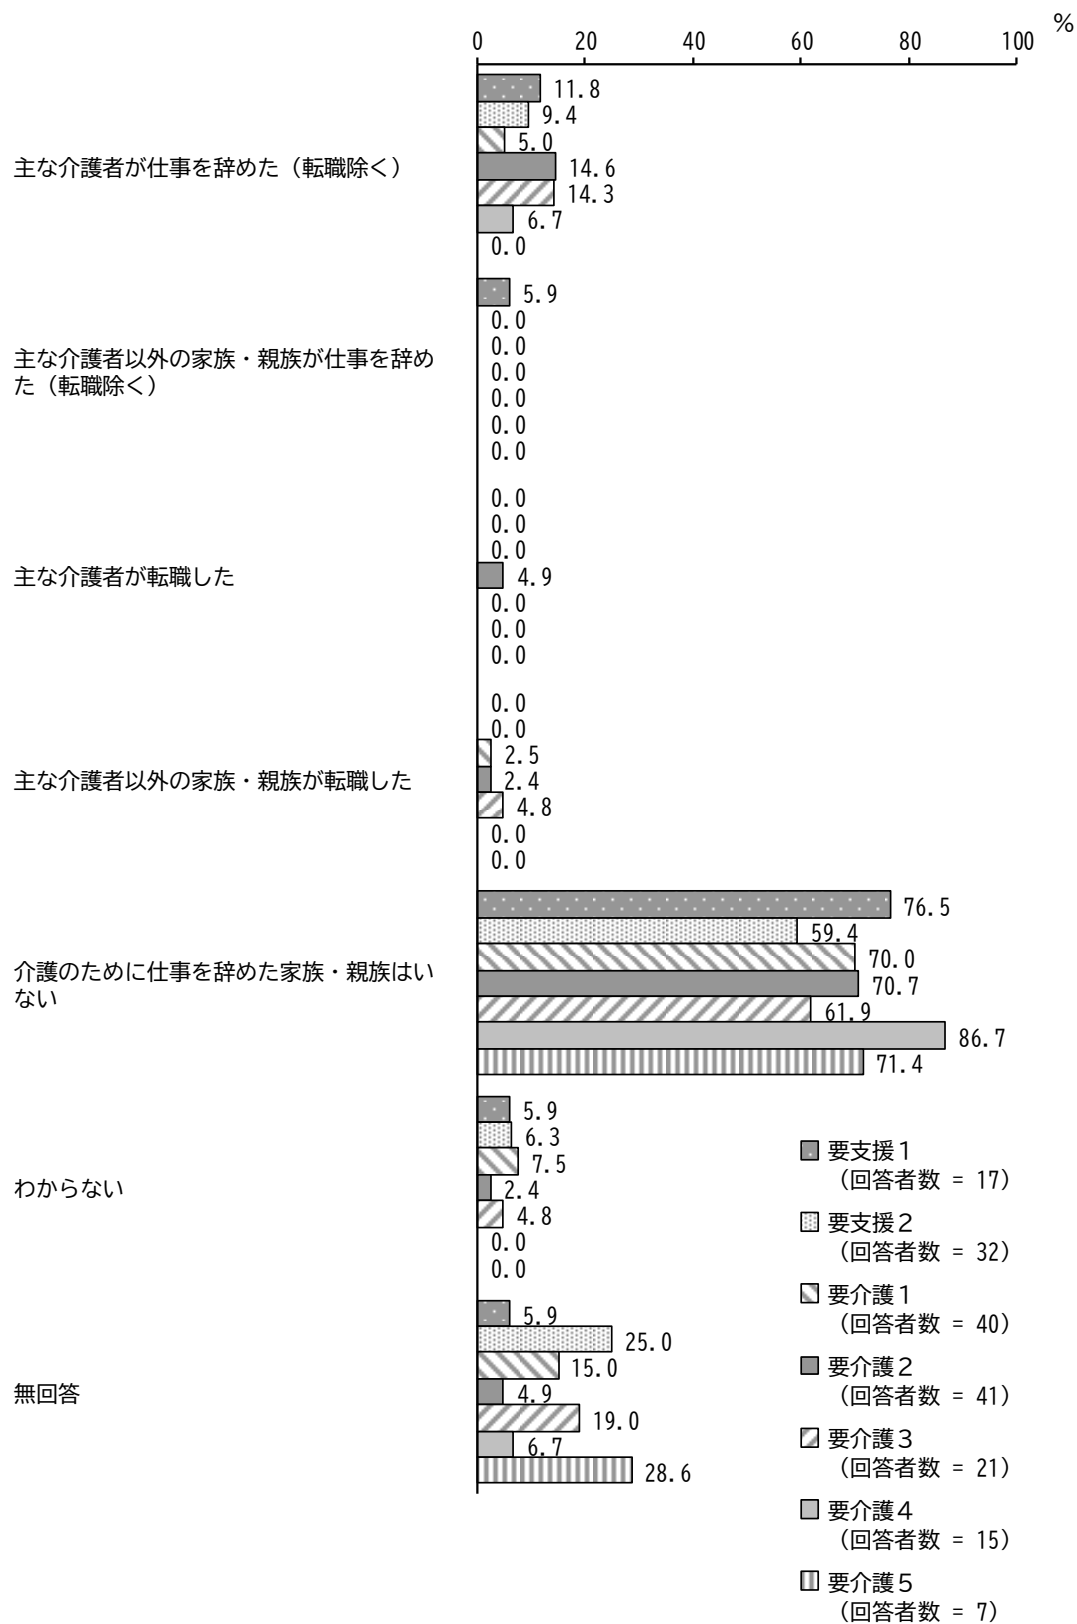 %
0 20 40 60 80 100
主な介護者が仕事を辞めた（転職除く）
11.8
9.4
5.0
14.6
14.3
6.7
0.0
主な介護者以外の家族・親族が仕事を辞め
た（転職除く）
5.9
0.0
0.0
0.0
0.0
0.0
0.0
主な介護者が転職した
0.0
0.0
0.0
4.9
0.0
0.0
0.0
主な介護者以外の家族・親族が転職した
0.0
0.0
2.5
2.4
4.8
0.0
0.0
介護のために仕事を辞めた家族・親族はい
ない
76.5
59.4
70.0
70.7
61.9
86.7
71.4
わからない
5.9
6.3
7.5
2.4
4.8
0.0
0.0
無回答
5.9
25.0
15.0
4.9
19.0
6.7
28.6
要支援１
（回答者数 = 17）
要支援２
（回答者数 = 32）
要介護１
（回答者数 = 40）
要介護２
（回答者数 = 41）
要介護３
（回答者数 = 21）
要介護４
（回答者数 = 15）
要介護５
（回答者数 = 7）